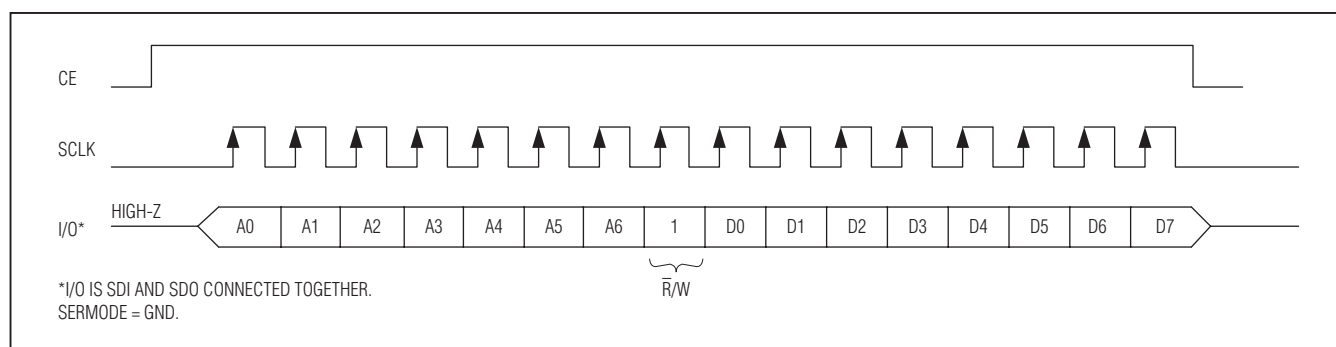 CE
SCLK
HIGH-Z
I/O*
A0 A1 A2 A3 A4 A5 A6 1 D0 D1 D2 D3 D4 D5 D6 D7
R̅/W
*I/O IS SDI AND SDO CONNECTED TOGETHER.
SERMODE = GND.